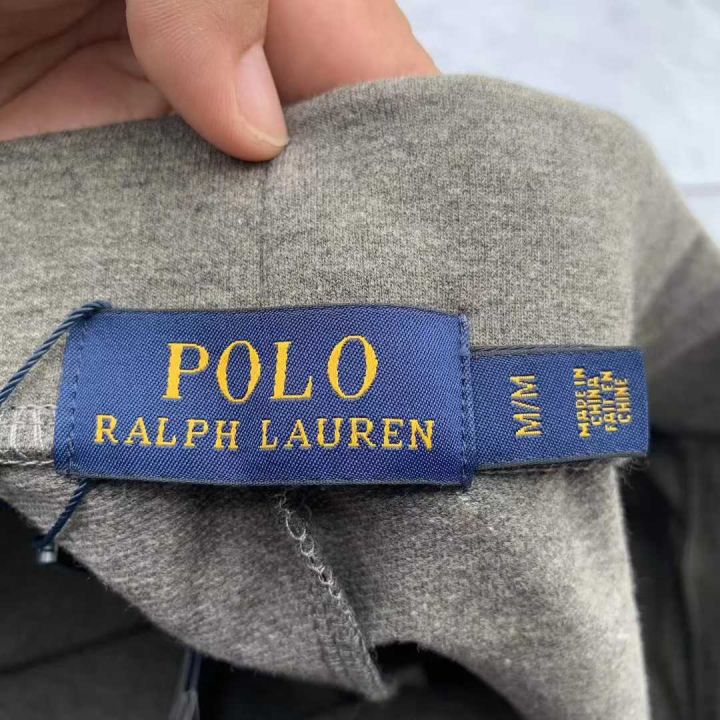 POLO
RALPH LAUREN
M/M
MADE IN
CHINA
FAIT EN
CHINE